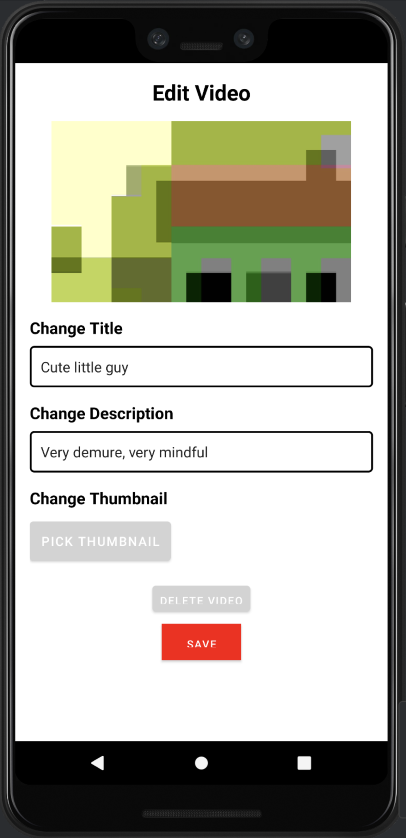 Edit Video
Change Title
Cute little guy
Change Description
Very demure, very mindful
Change Thumbnail
PICK THUMBNAIL
DELETE VIDEO
SAVE